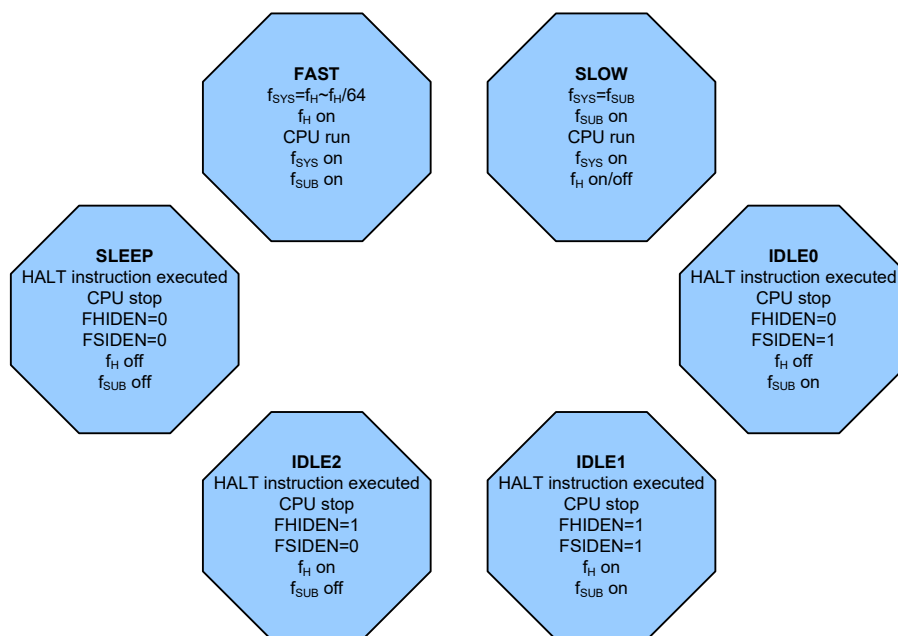 FAST
fSYS=fH~fH/64
fH on
CPU run
fSYS on
fSUB on
SLOW
fSYS=fSUB
fSUB on
CPU run
fSYS on
fH on/off
SLEEP
HALT instruction executed
CPU stop
FHIDEN=0
FSIDEN=0
fH off
fSUB off
IDLE0
HALT instruction executed
CPU stop
FHIDEN=0
FSIDEN=1
fH off
fSUB on
IDLE2
HALT instruction executed
CPU stop
FHIDEN=1
FSIDEN=0
fH on
fSUB off
IDLE1
HALT instruction executed
CPU stop
FHIDEN=1
FSIDEN=1
fH on
fSUB on